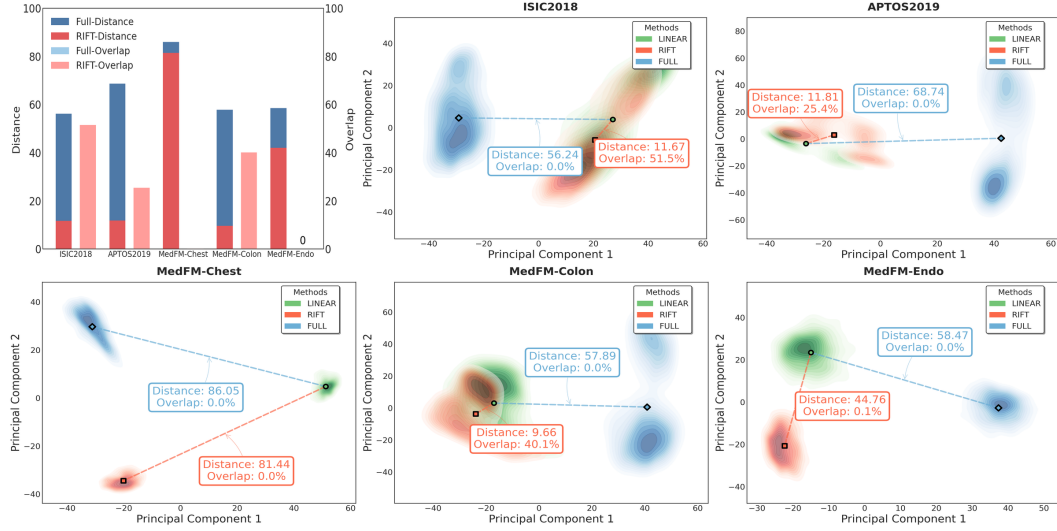 Full-Distance
RIFT-Distance
Full-Overlap
RIFT-Overlap
100
80
60
40
20
0
Distance
100
80
60
40
20
0
Overlap
0
ISIC2018
APTOS2019
MedFM-Chest
MedFM-Colon
MedFM-Endo
ISIC2018
Methods
LINEAR
RIFT
FULL
Distance: 56.24
Overlap: 0.0%
Distance: 11.67
Overlap: 51.5%
40
20
0
−20
−40
Principal Component 2
−40
−20
0
20
40
60
Principal Component 1
APTOS2019
Methods
LINEAR
RIFT
FULL
Distance: 11.81
Overlap: 25.4%
Distance: 68.74
Overlap: 0.0%
60
40
20
0
−20
−40
−60
Principal Component 2
−40
−20
0
20
40
60
Principal Component 1
MedFM-Chest
Methods
LINEAR
RIFT
FULL
Distance: 86.05
Overlap: 0.0%
Distance: 81.44
Overlap: 0.0%
40
20
0
−20
−40
Principal Component 2
−40
−20
0
20
40
60
Principal Component 1
MedFM-Colon
Methods
LINEAR
RIFT
FULL
Distance: 57.89
Overlap: 0.0%
Distance: 9.66
Overlap: 40.1%
60
40
20
0
−20
−40
Principal Component 2
−40
−20
0
20
40
60
Principal Component 1
MedFM-Endo
Methods
LINEAR
RIFT
FULL
Distance: 58.47
Overlap: 0.0%
Distance: 44.76
Overlap: 0.1%
40
20
0
−20
−40
Principal Component 2
−30
−20
−10
0
10
20
30
40
50
Principal Component 1